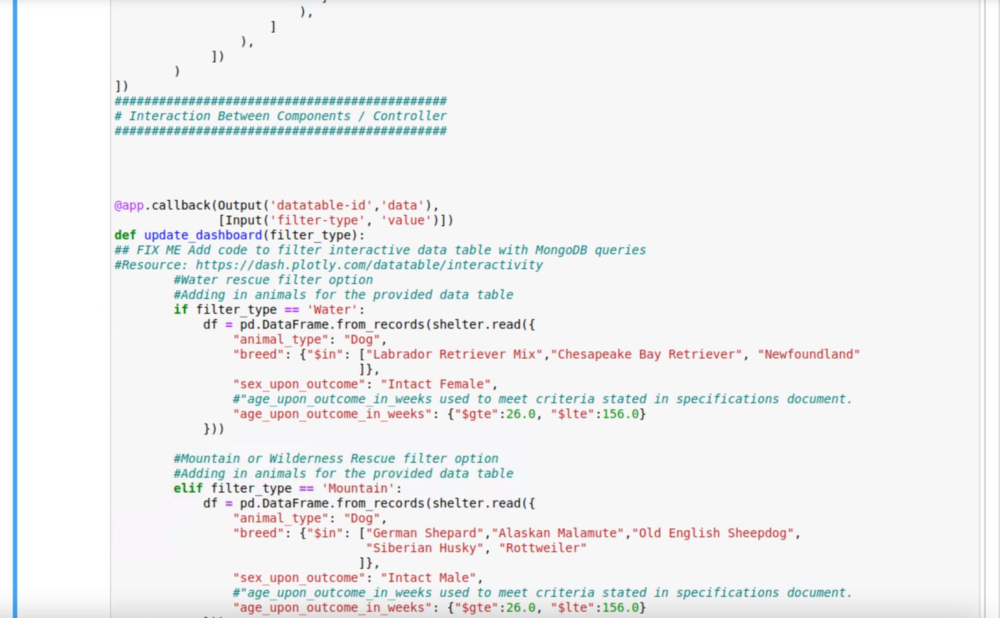 ),
]
),
])
)
])
#############################################
# Interaction Between Components / Controller
#############################################
@app.callback(Output('datatable-id','data'),
[Input('filter-type', 'value')])
def update_dashboard(filter_type):
## FIX ME Add code to filter interactive data table with MongoDB queries
#Resource: https://dash.plotly.com/datatable/interactivity
#Water rescue filter option
#Adding in animals for the provided data table
if filter_type == 'Water':
df = pd.DataFrame.from_records(shelter.read({
"animal_type": "Dog",
"breed": {"$in": ["Labrador Retriever Mix","Chesapeake Bay Retriever", "Newfoundland"
]},
"sex_upon_outcome": "Intact Female",
#"age_upon_outcome_in_weeks used to meet criteria stated in specifications document.
"age_upon_outcome_in_weeks": {"$gte":26.0, "$lte":156.0}
}))
#Mountain or Wilderness Rescue filter option
#Adding in animals for the provided data table
elif filter_type == 'Mountain':
df = pd.DataFrame.from_records(shelter.read({
"animal_type": "Dog",
"breed": {"$in": ["German Shepard","Alaskan Malamute","Old English Sheepdog",
"Siberian Husky", "Rottweiler"
]},
"sex_upon_outcome": "Intact Male",
#"age_upon_outcome_in_weeks used to meet criteria stated in specifications document.
"age_upon_outcome_in_weeks": {"$gte":26.0, "$lte":156.0}